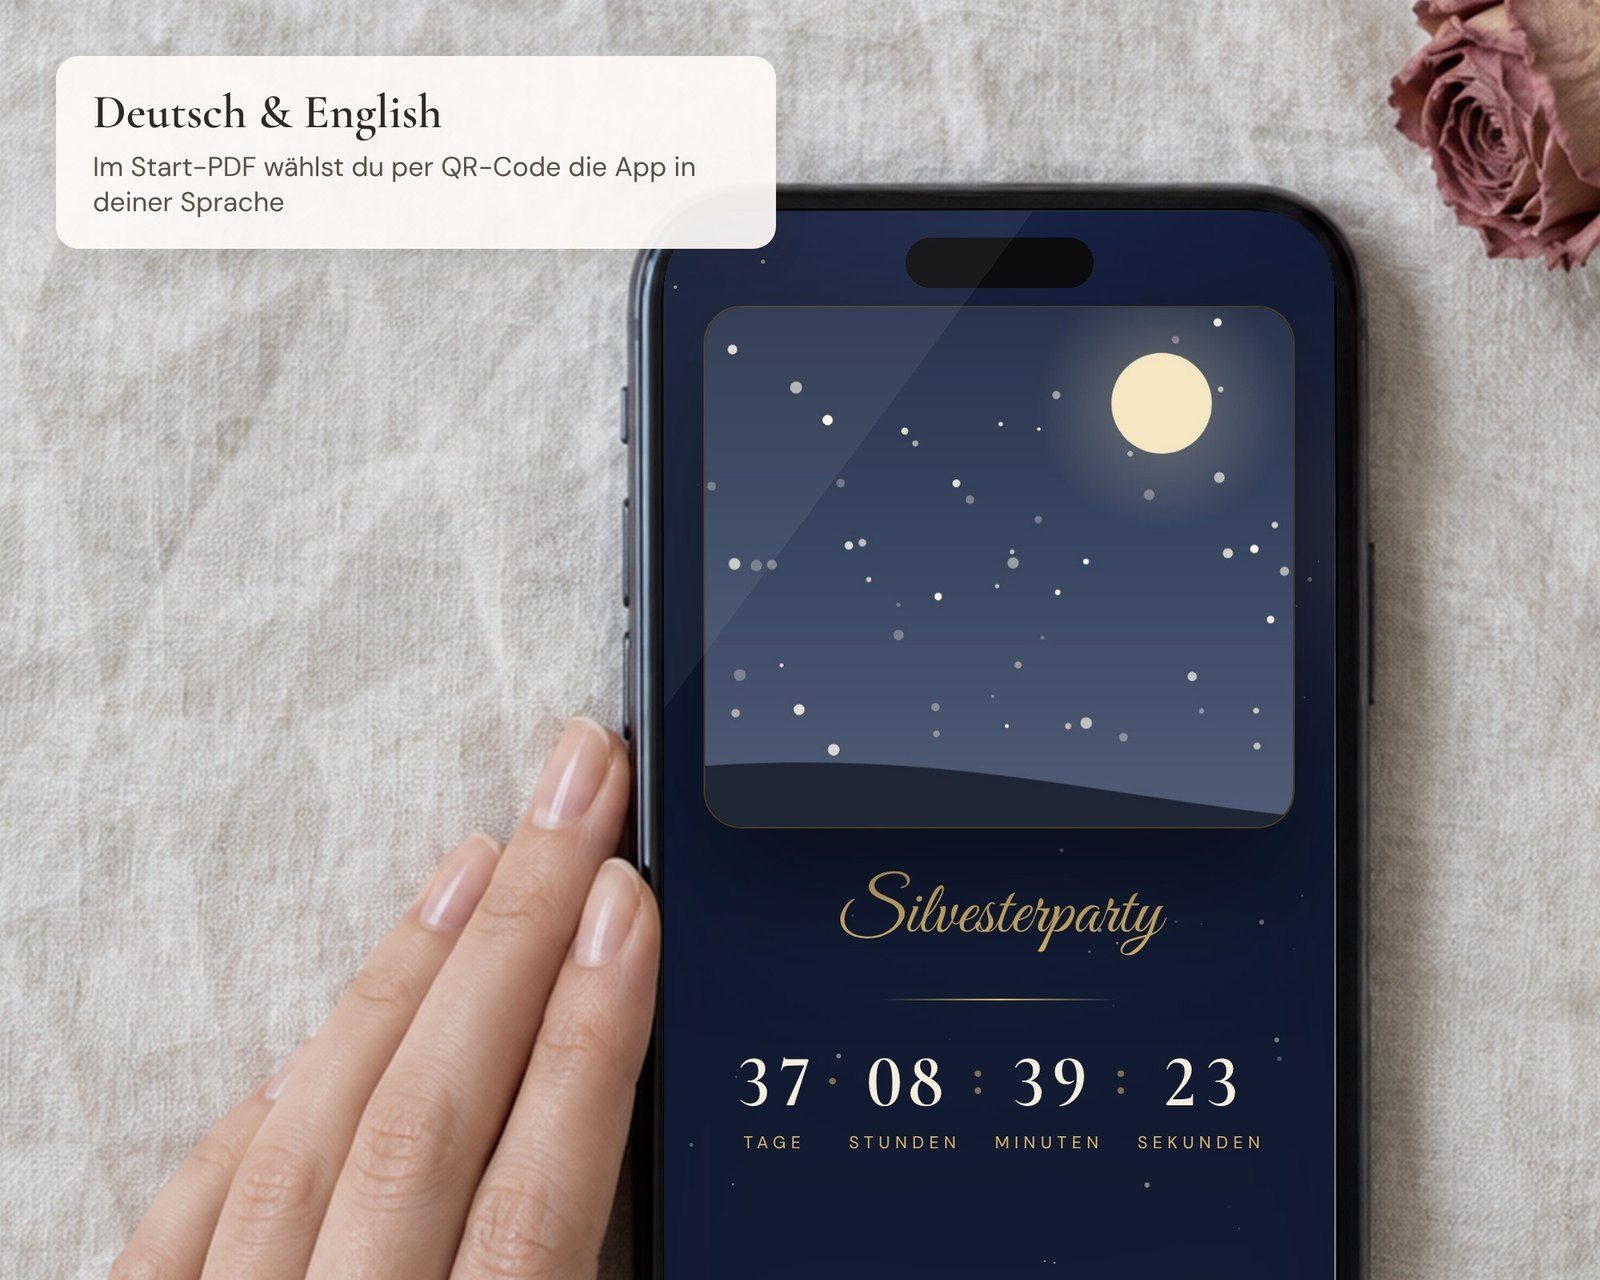 Deutsch & English
Im Start-PDF wählst du per QR-Code die App in
deiner Sprache
Silvesterparty
37 : 08 : 39 : 23
TAGE STUNDEN MINUTEN SEKUNDEN